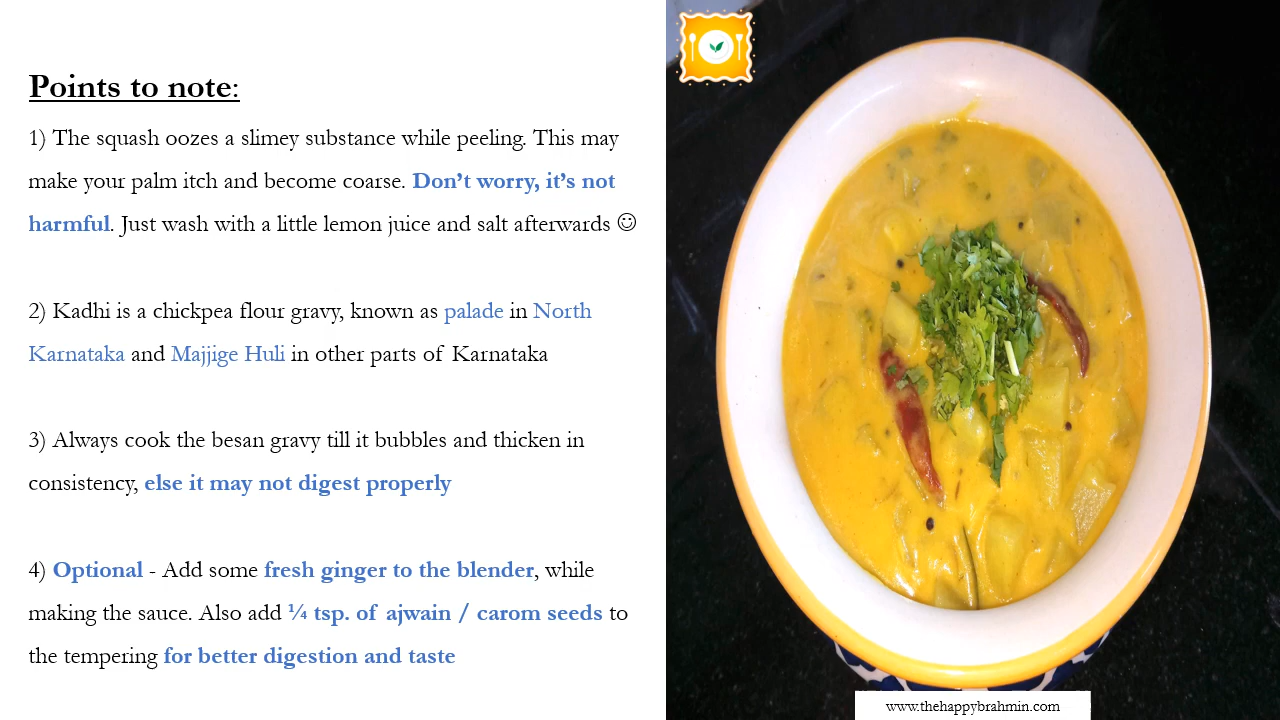 Points to note:
1) The squash oozes a slimey substance while peeling. This may
make your palm itch and become coarse. Don’t worry, it’s not
harmful. Just wash with a little lemon juice and salt afterwards ☺
2) Kadhi is a chickpea flour gravy, known as palade in North
Karnataka and Majjige Huli in other parts of Karnataka
3) Always cook the besan gravy till it bubbles and thicken in
consistency, else it may not digest properly
4) Optional - Add some fresh ginger to the blender, while
making the sauce. Also add ¼ tsp. of ajwain / carom seeds to
the tempering for better digestion and taste
www.thehappybrahmin.com